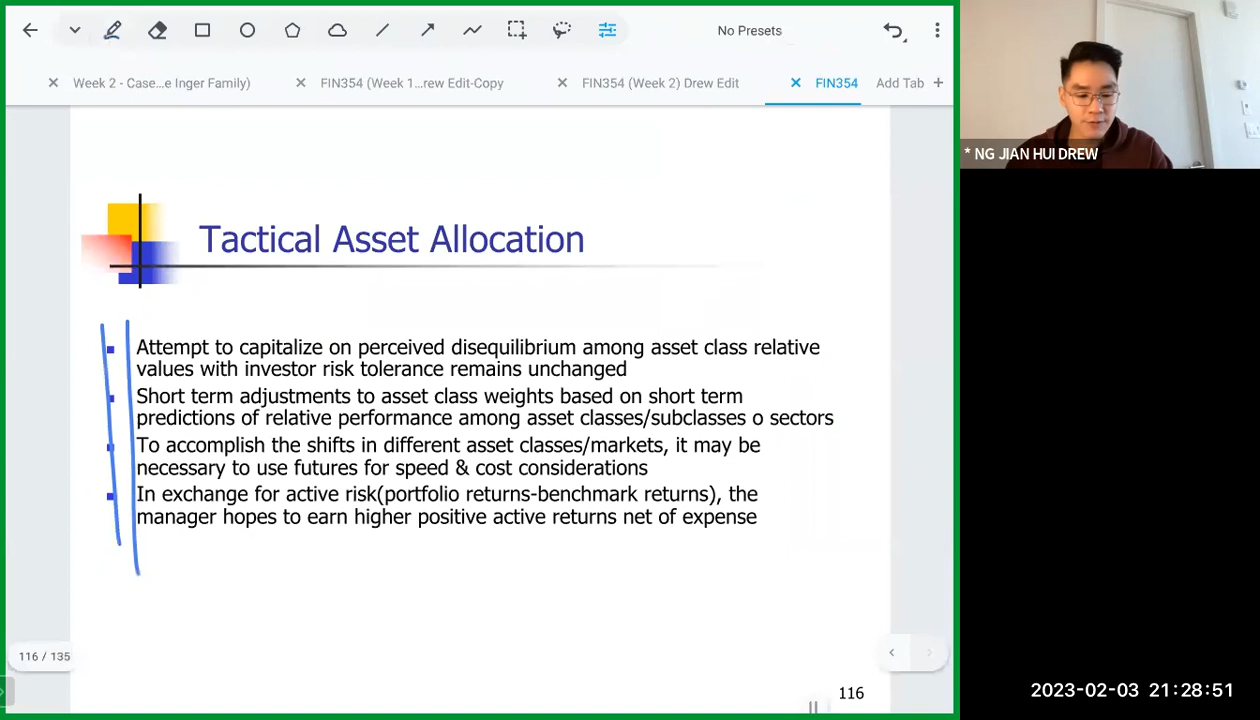 No Presets
Week 2 - Case...e Inger Family)
FIN354 (Week 1...rew Edit-Copy
FIN354 (Week 2) Drew Edit
FIN354
Add Tab +
* NG JIAN HUI DREW
Tactical Asset Allocation
Attempt to capitalize on perceived disequilibrium among asset class relative
values with investor risk tolerance remains unchanged
Short term adjustments to asset class weights based on short term
predictions of relative performance among asset classes/subclasses o sectors
To accomplish the shifts in different asset classes/markets, it may be
necessary to use futures for speed & cost considerations
In exchange for active risk(portfolio returns-benchmark returns), the
manager hopes to earn higher positive active returns net of expense
116 / 135
116
2023-02-03 21:28:51